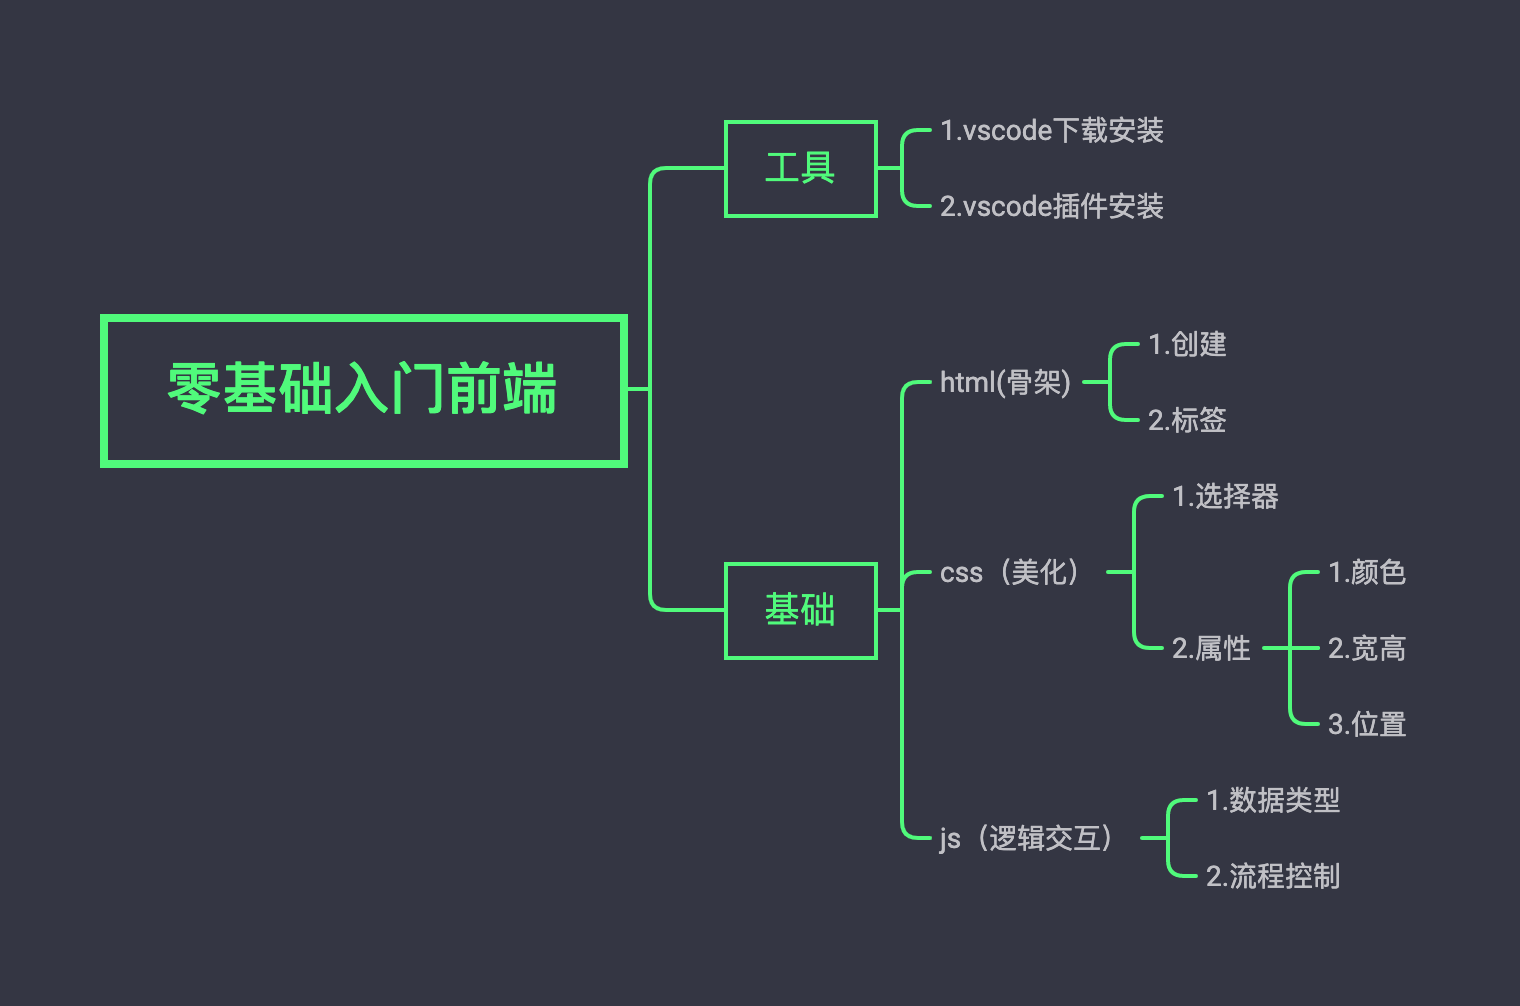 零基础入门前端
工具
1.vscode下载安装
2.vscode插件安装
基础
html(骨架)
1.创建
2.标签
css（美化）
1.选择器
2.属性
1.颜色
2.宽高
3.位置
js（逻辑交互）
1.数据类型
2.流程控制